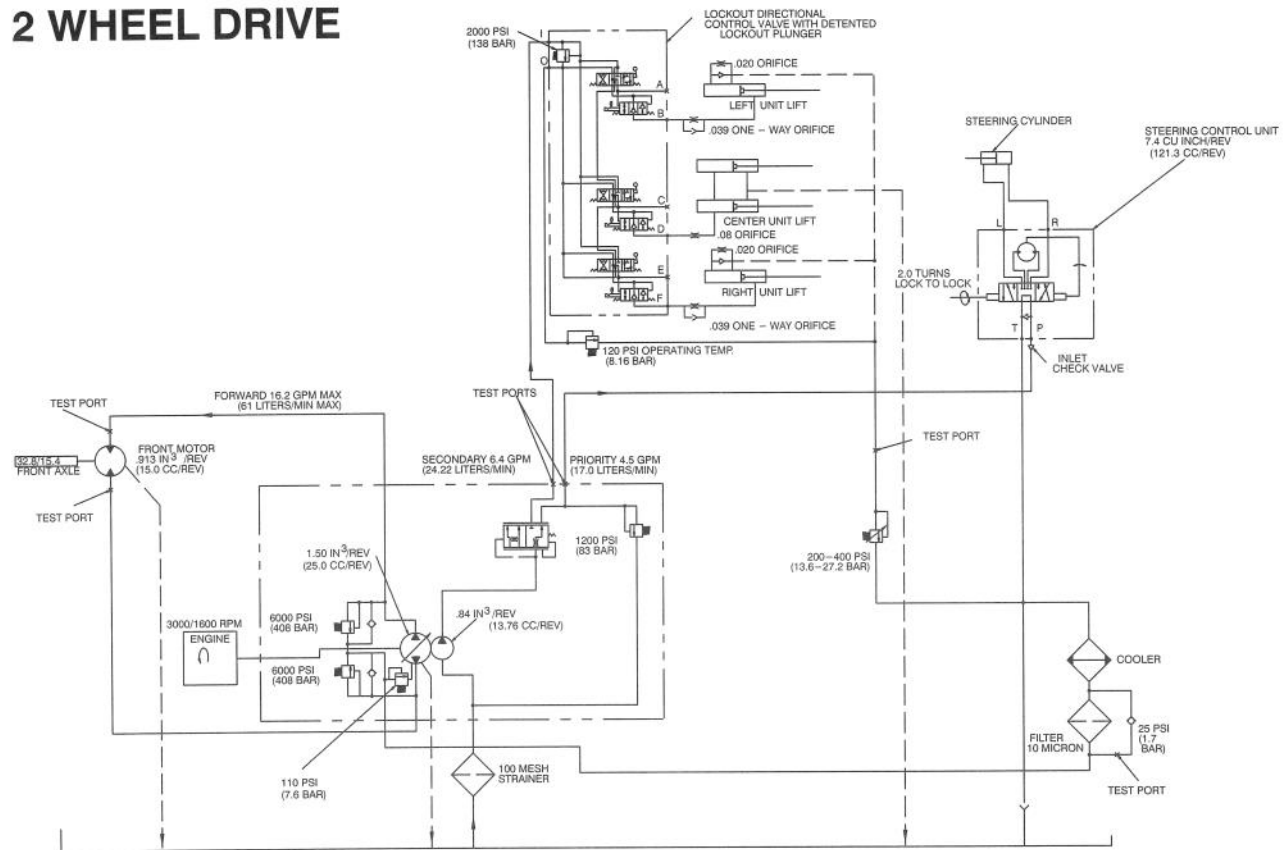 2 WHEEL DRIVE
2000 PSI
(138 BAR)
LOCKOUT DIRECTIONAL
CONTROL VALVE WITH DETENTED
LOCKOUT PLUNGER
O
I
A
B
.020 ORIFICE
LEFT UNIT LIFT
.039 ONE – WAY ORIFICE
C
D
CENTER UNIT LIFT
.08 ORIFICE
.020 ORIFICE
E
F
RIGHT UNIT LIFT
.039 ONE – WAY ORIFICE
STEERING CYLINDER
STEERING CONTROL UNIT
7.4 CU INCH/REV
(121.3 CC/REV)
L
R
2.0 TURNS
LOCK TO LOCK
T
P
INLET
CHECK VALVE
120 PSI OPERATING TEMP.
(8.16 BAR)
FORWARD 16.2 GPM MAX
(61 LITERS/MIN MAX)
TEST PORT
TEST PORTS
TEST PORT
32.8/15.4
FRONT AXLE
FRONT MOTOR
.913 IN3 /REV
(15.0 CC/REV)
SECONDARY 6.4 GPM
(24.22 LITERS/MIN)
PRIORITY 4.5 GPM
(17.0 LITERS/MIN)
TEST PORT
1200 PSI
(83 BAR)
200–400 PSI
(13.6–27.2 BAR)
1.50 IN3/REV
(25.0 CC/REV)
.84 IN3/REV
(13.76 CC/REV)
3000/1600 RPM
ENGINE
6000 PSI
(408 BAR)
6000 PSI
(408 BAR)
COOLER
FILTER
10 MICRON
25 PSI
(1.7
BAR)
110 PSI
(7.6 BAR)
100 MESH
STRAINER
TEST PORT